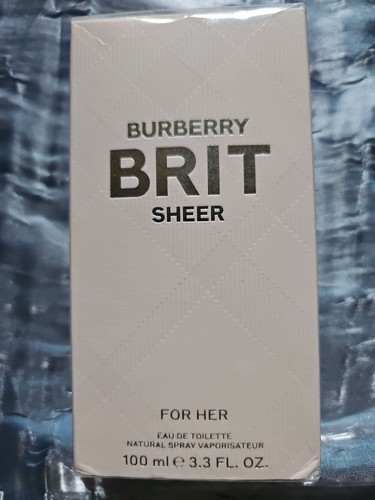 BURBERRY
BRIT
SHEER
FOR HER
EAU DE TOILETTE
NATURAL SPRAY VAPORISATEUR
100 ml ℮ 3.3 FL. OZ.